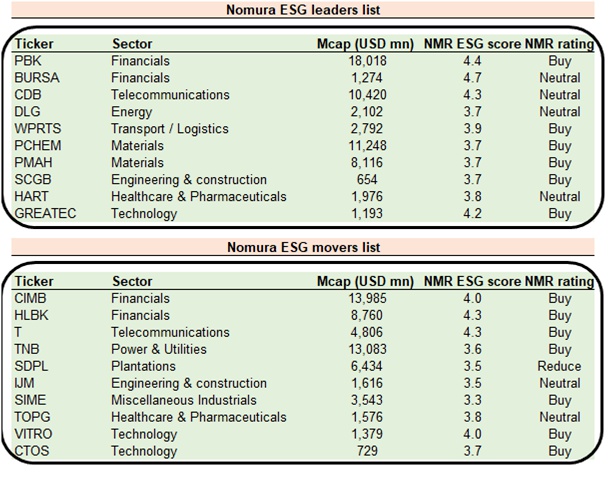 Nomura ESG leaders list
Ticker Sector Mcap (USD mn) NMR ESG score NMR rating
PBK Financials 18,018 4.4 Buy
BURSA Financials 1,274 4.7 Neutral
CDB Telecommunications 10,420 4.3 Neutral
DLG Energy 2,102 3.7 Neutral
WPRTS Transport / Logistics 2,792 3.9 Buy
PCHEM Materials 11,248 3.7 Buy
PMAH Materials 8,116 3.7 Buy
SCGB Engineering & construction 654 3.7 Buy
HART Healthcare & Pharmaceuticals 1,976 3.8 Neutral
GREATEC Technology 1,193 4.2 Buy
Nomura ESG movers list
Ticker Sector Mcap (USD mn) NMR ESG score NMR rating
CIMB Financials 13,985 4.0 Buy
HLBK Financials 8,760 4.3 Buy
T Telecommunications 4,806 4.3 Buy
TNB Power & Utilities 13,083 3.6 Buy
SDPL Plantations 6,434 3.5 Reduce
IJM Engineering & construction 1,616 3.5 Neutral
SIME Miscellaneous Industrials 3,543 3.3 Buy
TOPG Healthcare & Pharmaceuticals 1,576 3.8 Neutral
VITRO Technology 1,379 4.0 Buy
CTOS Technology 729 3.7 Buy